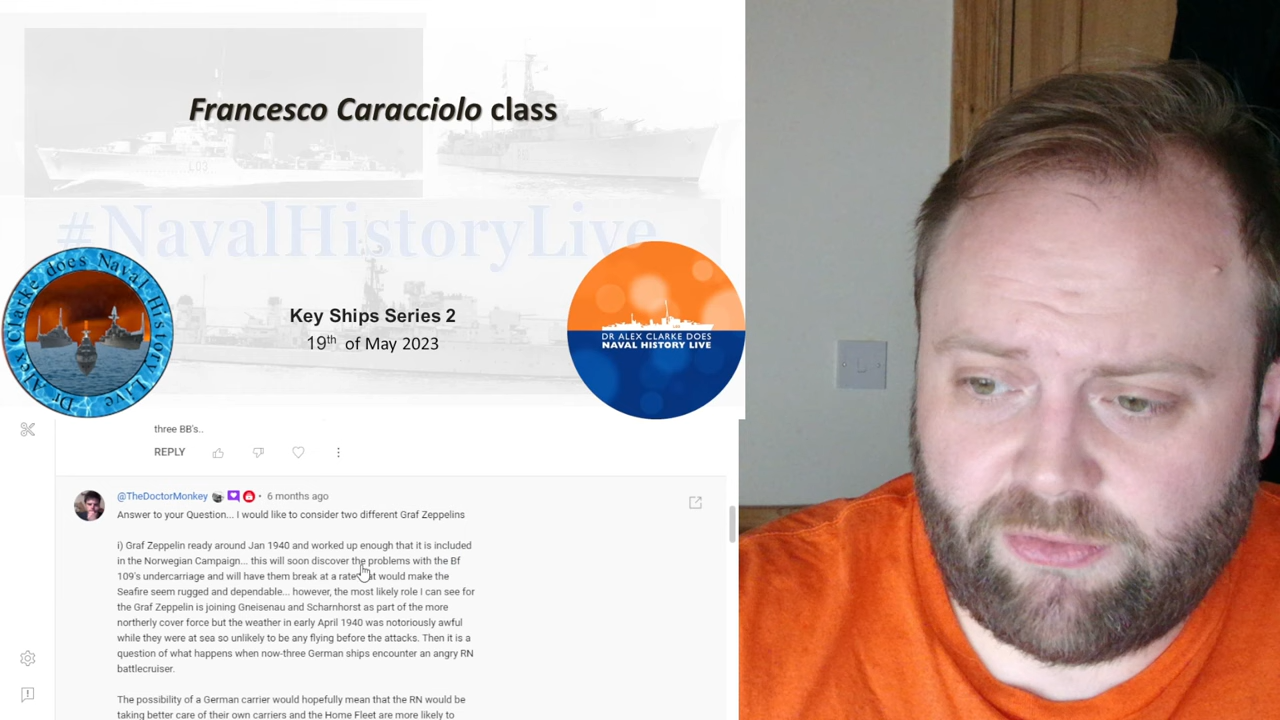 Francesco Caracciolo class
#NavalHistoryLive
Dr Alex Clarke does Naval History Live
Key Ships Series 2
19th of May 2023
DR ALEX CLARKE DOES
NAVAL HISTORY LIVE
three BB's..
REPLY
@TheDoctorMonkey • 6 months ago
Answer to your Question... I would like to consider two different Graf Zeppelins
i) Graf Zeppelin ready around Jan 1940 and worked up enough that it is included
in the Norwegian Campaign... this will soon discover the problems with the Bf
109's undercarriage and will have them break at a rate that would make the
Seafire seem rugged and dependable... however, the most likely role I can see for
the Graf Zeppelin is joining Gneisenau and Scharnhorst as part of the more
northerly cover force but the weather in early April 1940 was notoriously awful
while they were at sea so unlikely to be any flying before the attacks. Then it is a
question of what happens when now-three German ships encounter an angry RN
battlecruiser.
The possibility of a German carrier would hopefully mean that the RN would be
taking better care of their own carriers and the Home Fleet are more likely to